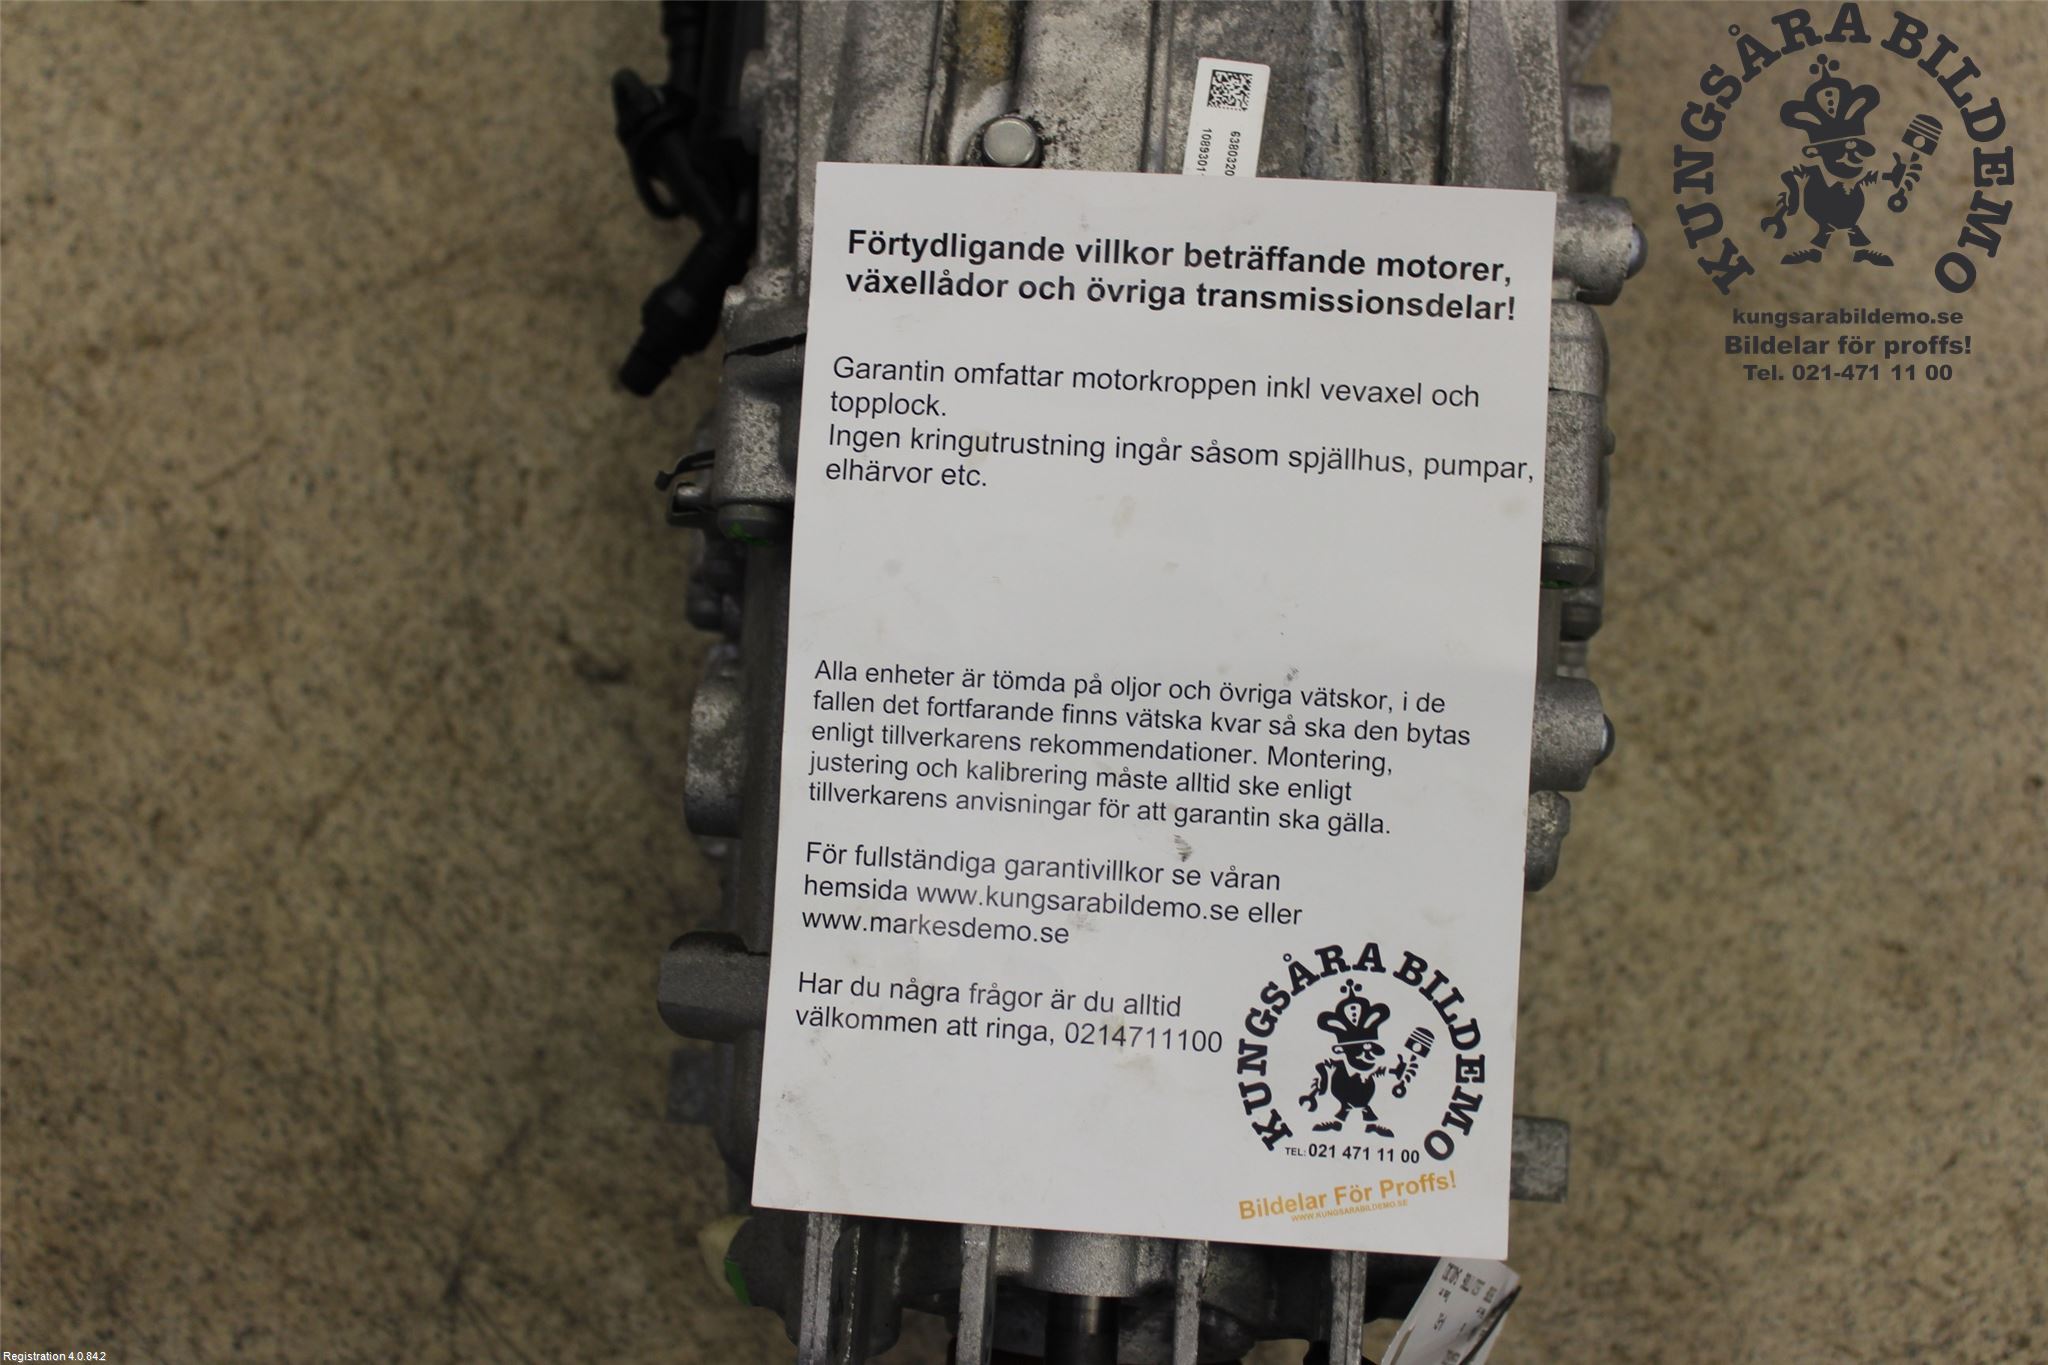 KUNGSÅRA BILDEMO
kungsarabildemo.se
Bildelar för proffs!
Tel. 021-471 11 00
Förtydligande villkor beträffande motorer,
växellådor och övriga transmissionsdelar!
Garantin omfattar motorkroppen inkl vevaxel och
topplock.
Ingen kringutrustning ingår såsom spjällhus, pumpar,
elhärvor etc.
Alla enheter är tömda på oljor och övriga vätskor, i de
fallen det fortfarande finns vätska kvar så ska den bytas
enligt tillverkarens rekommendationer. Montering,
justering och kalibrering måste alltid ske enligt
tillverkarens anvisningar för att garantin ska gälla.
För fullständiga garantivillkor se våran
hemsida www.kungsarabildemo.se eller
www.markesdemo.se
Har du några frågor är du alltid
välkommen att ringa, 0214711100
KUNGSÅRA BILDEMO
TEL: 021 471 11 00
Bildelar För Proffs!
WWW.KUNGSARABILDEMO.SE
Registration 4.0.84.2